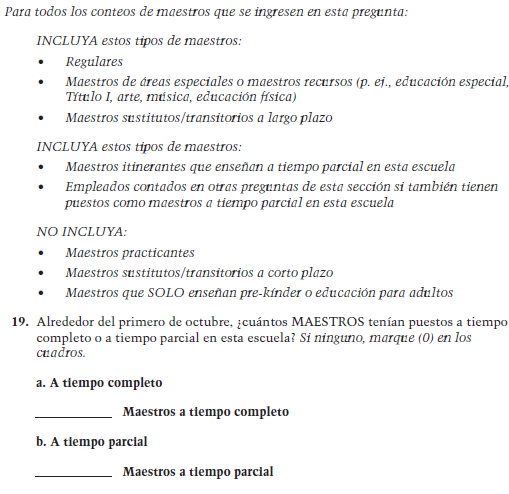 Para todos los conteos de maestros que se ingresen en esta pregunta:
INCLUYA estos tipos de maestros:
• Regulares
• Maestros de áreas especiales o maestros recursos (p. ej., educación especial,
Título I, arte, música, educación física)
• Maestros sustitutos/transitorios a largo plazo
INCLUYA estos tipos de maestros:
• Maestros itinerantes que enseñan a tiempo parcial en esta escuela
• Empleados contados en otras preguntas de esta sección si también tienen
puestos como maestros a tiempo parcial en esta escuela
NO INCLUYA:
• Maestros practicantes
• Maestros sustitutos/transitorios a corto plazo
• Maestros que SOLO enseñan pre-kínder o educación para adultos
19. Alrededor del primero de octubre, ¿cuántos MAESTROS tenían puestos a tiempo
completo o a tiempo parcial en esta escuela? Si ninguno, marque (0) en los
cuadros.
a. A tiempo completo
___________ Maestros a tiempo completo
b. A tiempo parcial
___________ Maestros a tiempo parcial